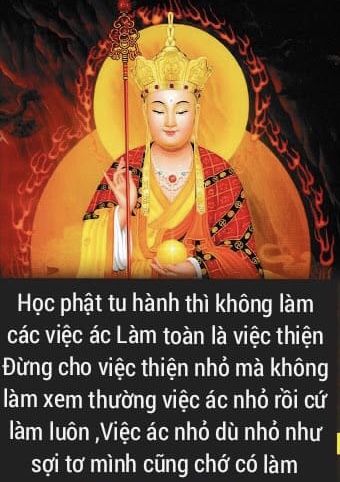 Học phật tu hành thì không làm
các việc ác Làm toàn là việc thiện
Đừng cho việc thiện nhỏ mà không
làm xem thường việc ác nhỏ rồi cứ
làm luôn ,Việc ác nhỏ dù nhỏ như
sợi tơ mình cũng chớ có làm